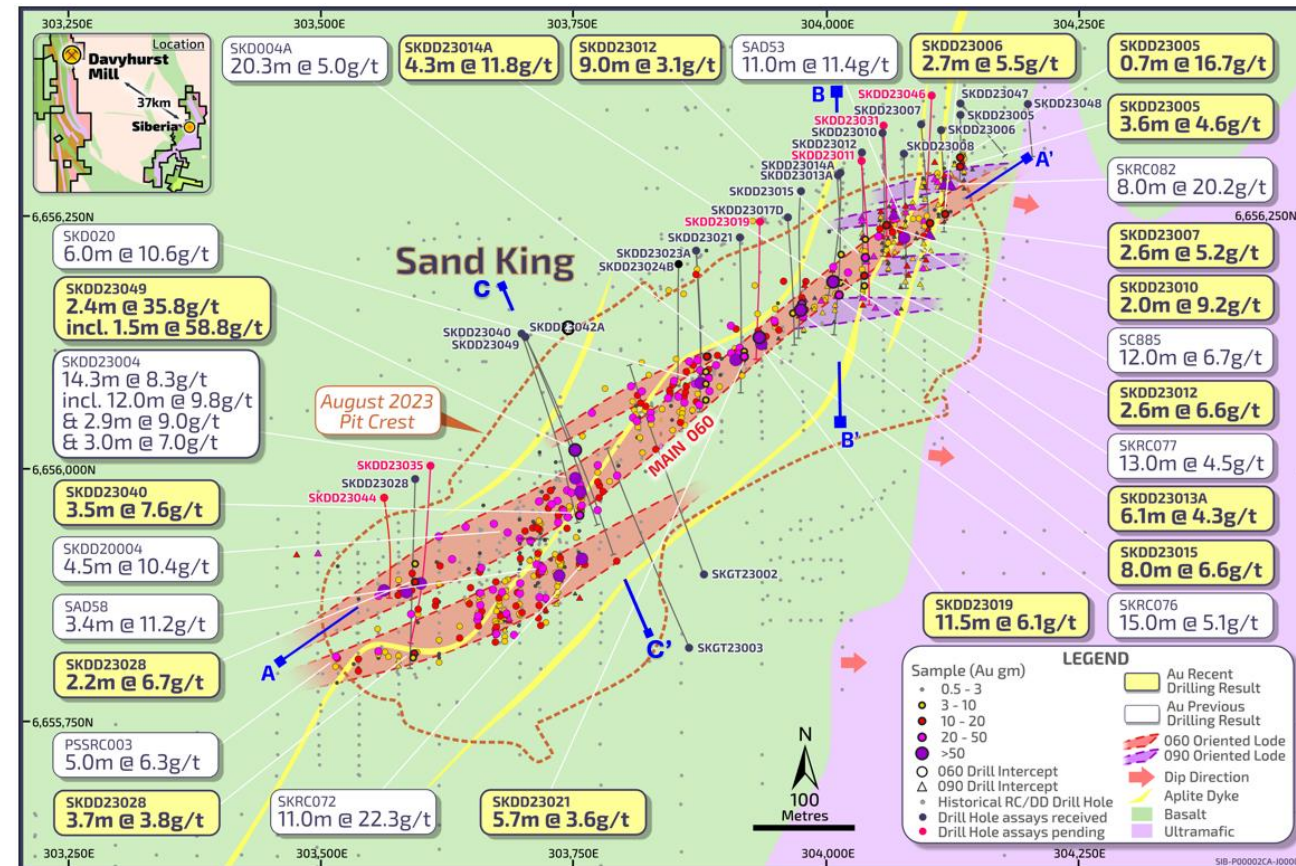 303,250E
303,500E
303,750E
304,000E
304,250E
Location
Davyhurst
Mill
37km
Siberia
SKD004A
20.3m @ 5.0g/t
SKDD23014A
4.3m @ 11.8g/t
SKDD23012
9.0m @ 3.1g/t
SAD53
11.0m @ 11.4g/t
SKDD23006
2.7m @ 5.5g/t
SKDD23005
0.7m @ 16.7g/t
SKDD23005
3.6m @ 4.6g/t
SKRC082
8.0m @ 20.2g/t
6,656,250N
6,656,250N
SKDD23007
2.6m @ 5.2g/t
SKDD23010
2.0m @ 9.2g/t
SC885
12.0m @ 6.7g/t
SKDD23012
2.6m @ 6.6g/t
SKRC077
13.0m @ 4.5g/t
SKDD23013A
6.1m @ 4.3g/t
SKDD23015
8.0m @ 6.6g/t
SKRC076
15.0m @ 5.1g/t
SKDD23019
11.5m @ 6.1g/t
SKD020
6.0m @ 10.6g/t
SKDD23049
2.4m @ 35.8g/t
incl. 1.5m @ 58.8g/t
SKDD23004
14.3m @ 8.3g/t
incl. 12.0m @ 9.8g/t
& 2.9m @ 9.0g/t
& 3.0m @ 7.0g/t
6,656,000N
SKDD23040
3.5m @ 7.6g/t
SKDD20004
4.5m @ 10.4g/t
SAD58
3.4m @ 11.2g/t
SKDD23028
2.2m @ 6.7g/t
6,655,750N
PSSRC003
5.0m @ 6.3g/t
SKDD23028
3.7m @ 3.8g/t
SKRC072
11.0m @ 22.3g/t
SKDD23021
5.7m @ 3.6g/t
Sand King
August 2023
Pit Crest
MAIN 060
A
A'
B
B'
C
C'
SKDD23046
SKDD23047
SKDD23048
SKDD23007
SKDD23005
SKDD23031
SKDD23006
SKDD23010
SKDD23012
SKDD23008
SKDD23011
SKDD23014A
SKDD23013A
SKDD23015
SKDD23017D
SKDD23019
SKDD23021
SKDD23023A
SKDD23024B
SKDD23040
SKDD23042A
SKDD23049
SKDD23035
SKDD23028
SKDD23044
SKGT23002
SKGT23003
N
100
Metres
LEGEND
Sample (Au gm)
0.5 - 3
3 - 10
10 - 20
20 - 50
>50
060 Drill Intercept
090 Drill Intercept
Historical RC/DD Drill Hole
Drill Hole assays received
Drill Hole assays pending
Au Recent
Drilling Result
Au Previous
Drilling Result
060 Oriented Lode
090 Oriented Lode
Dip Direction
Aplite Dyke
Basalt
Ultramafic
303,250E
303,500E
303,750E
304,000E
304,250E